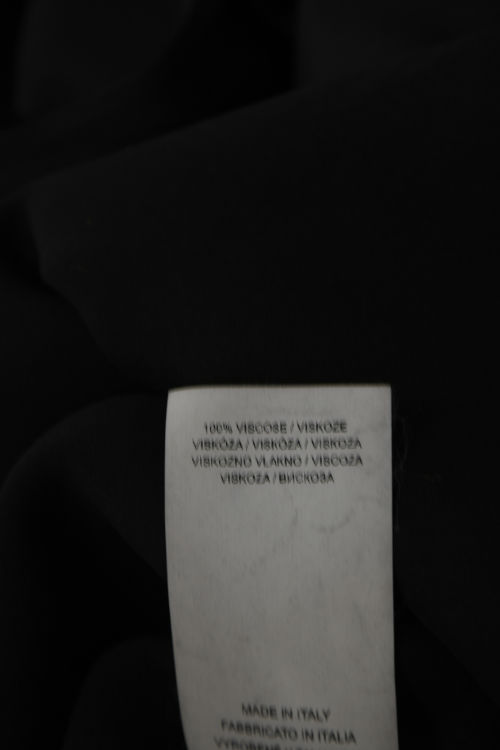 100% VISCOSE / VISKOZE
VISKÓZA / VISKÓZA / VISKOZA
VISKOZNO VLAKNO / VISCOZA
VISKOZA / ВИСКОЗА
MADE IN ITALY
FABBRICATO IN ITALIA